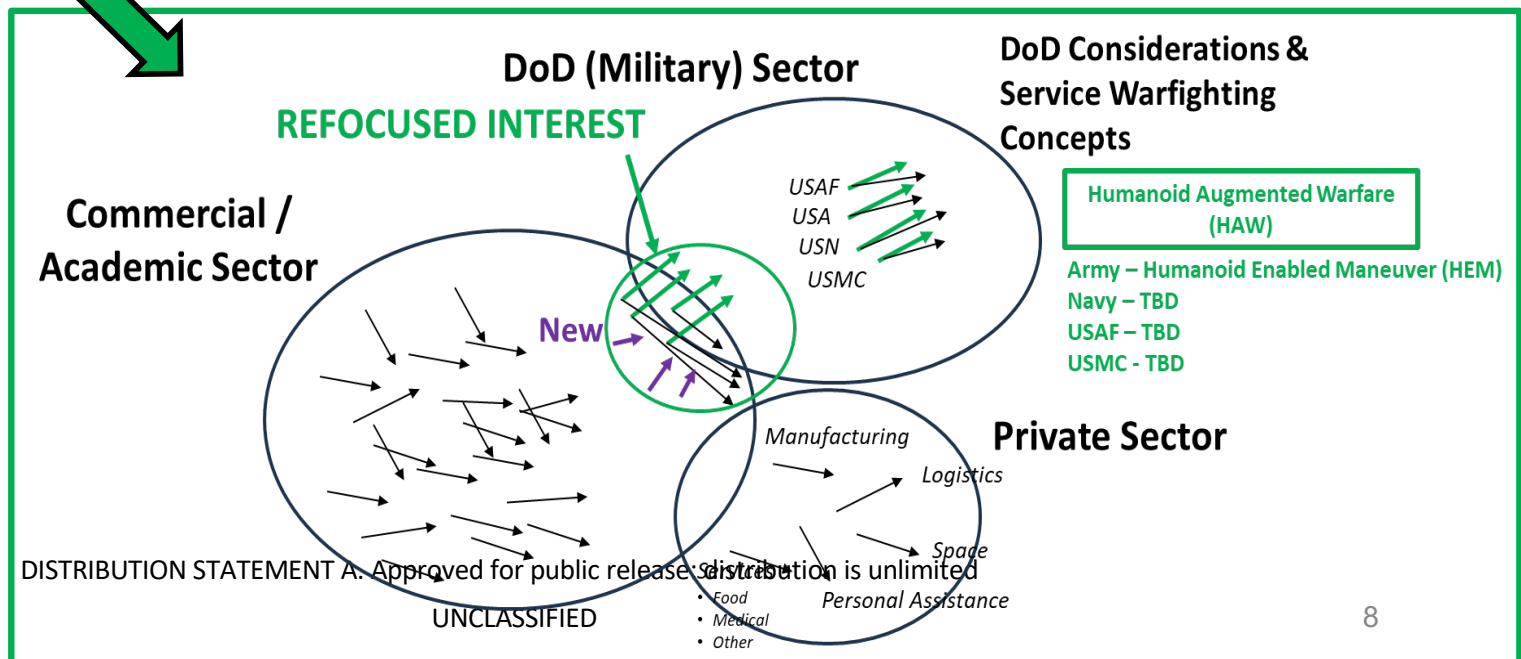 DoD (Military) Sector
REFOCUSED INTEREST
DoD Considerations &
Service Warfighting
Concepts
Commercial /
Academic Sector
USAF
USA
USN
USMC
Humanoid Augmented Warfare
(HAW)
Army – Humanoid Enabled Maneuver (HEM)
Navy – TBD
USAF – TBD
USMC - TBD
New
Private Sector
Manufacturing
Logistics
Space
Personal Assistance
• Services
• Food
• Medical
• Other
DISTRIBUTION STATEMENT A. Approved for public release: distribution is unlimited
UNCLASSIFIED
8